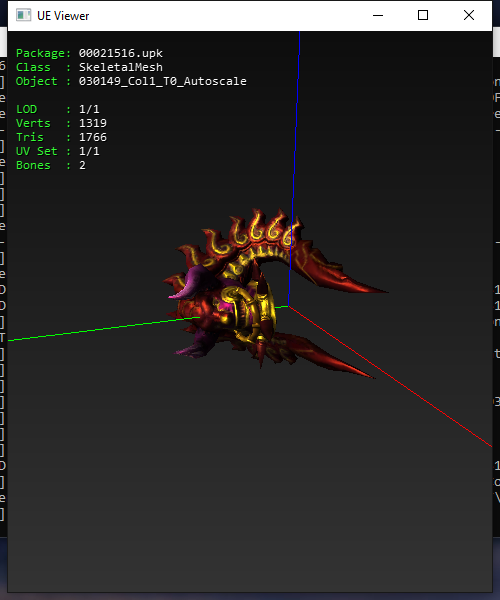 UE Viewer
Package: 00021516.upk
Class : SkeletalMesh
Object : 030149_Col1_T0_Autoscale
LOD : 1/1
Verts : 1319
Tris : 1766
UV Set : 1/1
Bones : 2